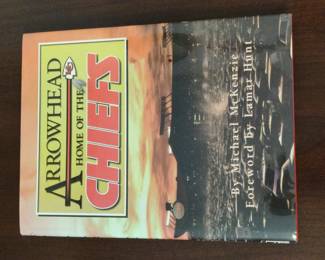 ARROWHEAD
HOME OF THE
CHIEFS
By Michael McKenzie
Foreword by Lamar Hunt